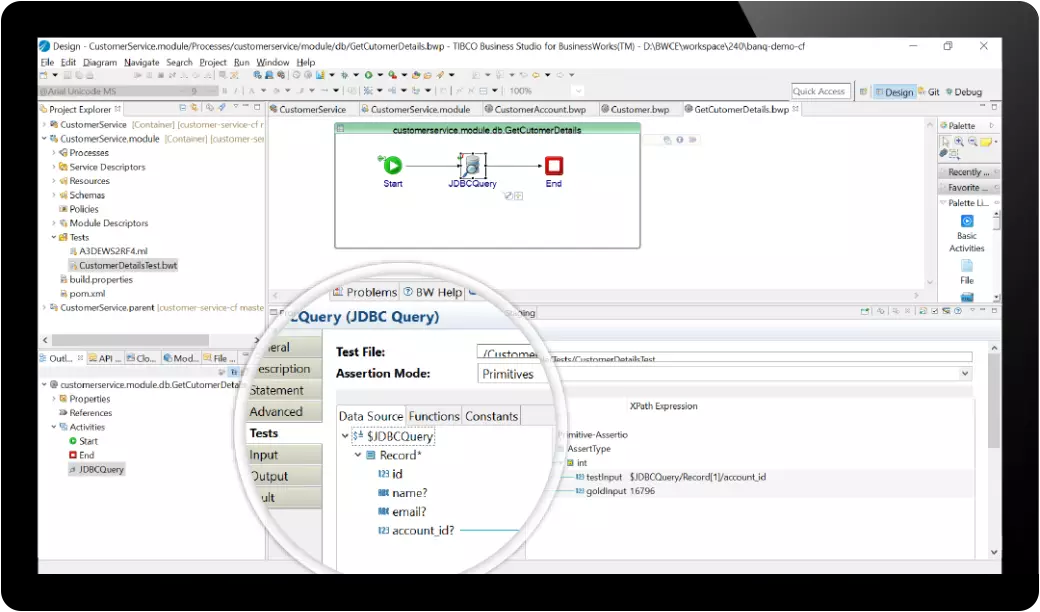 Design - CustomerService.module/Processes/customerservice/module/db/GetCutomerDetails.bwp - TIBCO Business Studio for BusinessWorks(TM) - D:\BWCE\workspace\240\banq-demo-cf
File Edit Diagram Navigate Search Project Run Window Help
@Arial Unicode MS 9 100%
Quick Access Design Git Debug
Project Explorer
CustomerService [Container] [customer-service-cf r
CustomerService.module [Container] [customer-ser
Processes
Service Descriptors
Resources
Schemas
Policies
Module Descriptors
Tests
A3DEWS2RF4.ml
CustomerDetailsTest.bwt
build.properties
pom.xml
CustomerService.parent [customer-service-cf maste
Outl... API ... Clo... Mod... File ...
customerservice.module.db.GetCutomerDeta
Properties
References
Activities
Start
End
JDBCQuery
CustomerService CustomerService.module CustomerAccount.bwp Customer.bwp GetCutomerDetails.bwp
customerservice.module.db.GetCutomerDetails
Start JDBCQuery End
Palette
Recently ...
Favorite ...
Palette Li...
Basic
Activities
File
Problems BW Help
Query (JDBC Query)
eral
escription
Statement
Advanced
Tests
Input
Output
ult
Test File: /Custome /Tests/CustomerDetailsTest
Assertion Mode: Primitives
Data Source Functions Constants
$JDBCQuery
Record*
id
name?
email?
account_id?
XPath Expression
rimitive-Assertio
AssertType
int
testInput $JDBCQuery/Record[1]/account_id
goldInput 16796